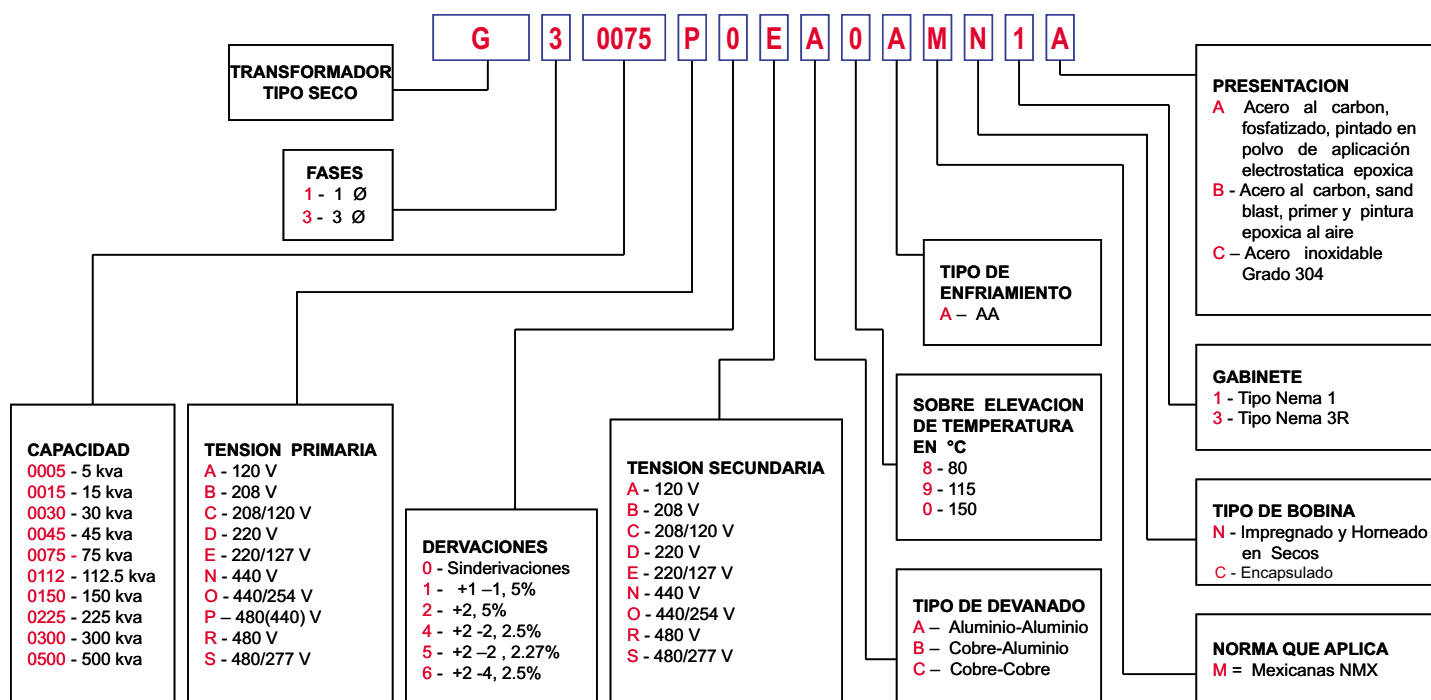 G 3 0075 P 0 E A 0 A M N 1 A
TRANSFORMADOR
TIPO SECO
FASES
1 - 1 Ø
3 - 3 Ø
CAPACIDAD
0005 - 5 kva
0015 - 15 kva
0030 - 30 kva
0045 - 45 kva
0075 - 75 kva
0112 - 112.5 kva
0150 - 150 kva
0225 - 225 kva
0300 - 300 kva
0500 - 500 kva
TENSION PRIMARIA
A - 120 V
B - 208 V
C - 208/120 V
D - 220 V
E - 220/127 V
N - 440 V
O - 440/254 V
P – 480(440) V
R - 480 V
S - 480/277 V
DERVACIONES
0 - Sinderivaciones
1 - +1 –1, 5%
2 - +2, 5%
4 - +2 -2, 2.5%
5 - +2 –2 , 2.27%
6 - +2 -4, 2.5%
TENSION SECUNDARIA
A - 120 V
B - 208 V
C - 208/120 V
D - 220 V
E - 220/127 V
N - 440 V
O - 440/254 V
R - 480 V
S - 480/277 V
TIPO DE
ENFRIAMIENTO
A – AA
SOBRE ELEVACION
DE TEMPERATURA
EN °C
8 - 80
9 - 115
0 - 150
TIPO DE DEVANADO
A – Aluminio-Aluminio
B – Cobre-Aluminio
C – Cobre-Cobre
PRESENTACION
A Acero al carbon,
fosfatizado, pintado en
polvo de aplicación
electrostatica epoxica
B - Acero al carbon, sand
blast, primer y pintura
epoxica al aire
C – Acero inoxidable
Grado 304
GABINETE
1 - Tipo Nema 1
3 - Tipo Nema 3R
TIPO DE BOBINA
N - Impregnado y Horneado
en Secos
C - Encapsulado
NORMA QUE APLICA
M = Mexicanas NMX